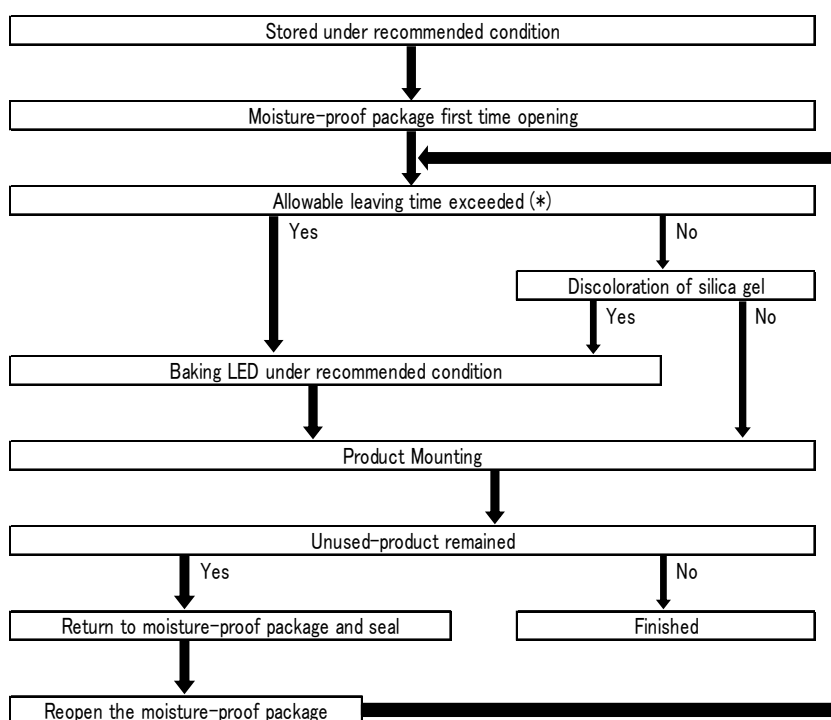 Stored under recommended condition
Moisture-proof package first time opening
Allowable leaving time exceeded (*)
Yes
No
Discoloration of silica gel
Yes
No
Baking LED under recommended condition
Product Mounting
Unused-product remained
Yes
No
Return to moisture-proof package and seal
Finished
Reopen the moisture-proof package